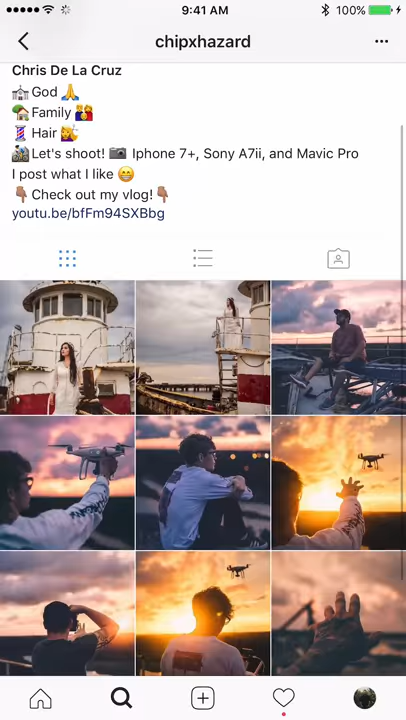 9:41 AM
100%
chipxhazard
Chris De La Cruz
⛪God🙏
🏡Family👩‍👩‍👦
💈Hair💇
🚴Let's shoot! 📷 Iphone 7+, Sony A7ii, and Mavic Pro
I post what I like 😁
👇🏽Check out my vlog!👇🏽
youtu.be/bfFm94SXBbg